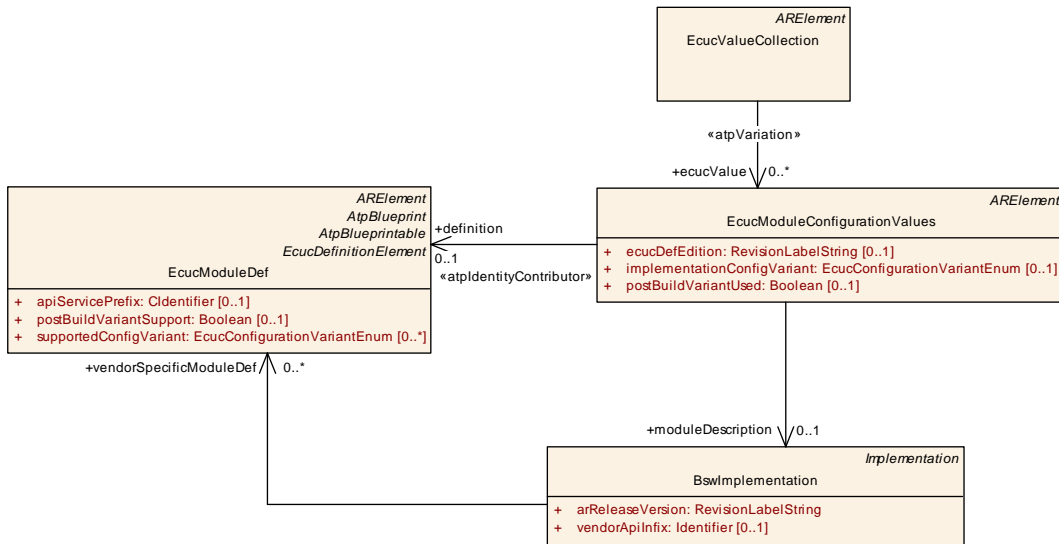 ARElement
EcucValueCollection
«atpVariation»
+ecucValue
0..*
ARElement
AtpBlueprint
AtpBlueprintable
EcucDefinitionElement
EcucModuleDef
+ apiServicePrefix: CIdentifier [0..1]
+ postBuildVariantSupport: Boolean [0..1]
+ supportedConfigVariant: EcucConfigurationVariantEnum [0..*]
+definition
0..1
«atpIdentityContributor»
ARElement
EcucModuleConfigurationValues
+ ecucDefEdition: RevisionLabelString [0..1]
+ implementationConfigVariant: EcucConfigurationVariantEnum [0..1]
+ postBuildVariantUsed: Boolean [0..1]
+vendorSpecificModuleDef
0..*
+moduleDescription
0..1
Implementation
BswImplementation
+ arReleaseVersion: RevisionLabelString
+ vendorApiInfix: Identifier [0..1]